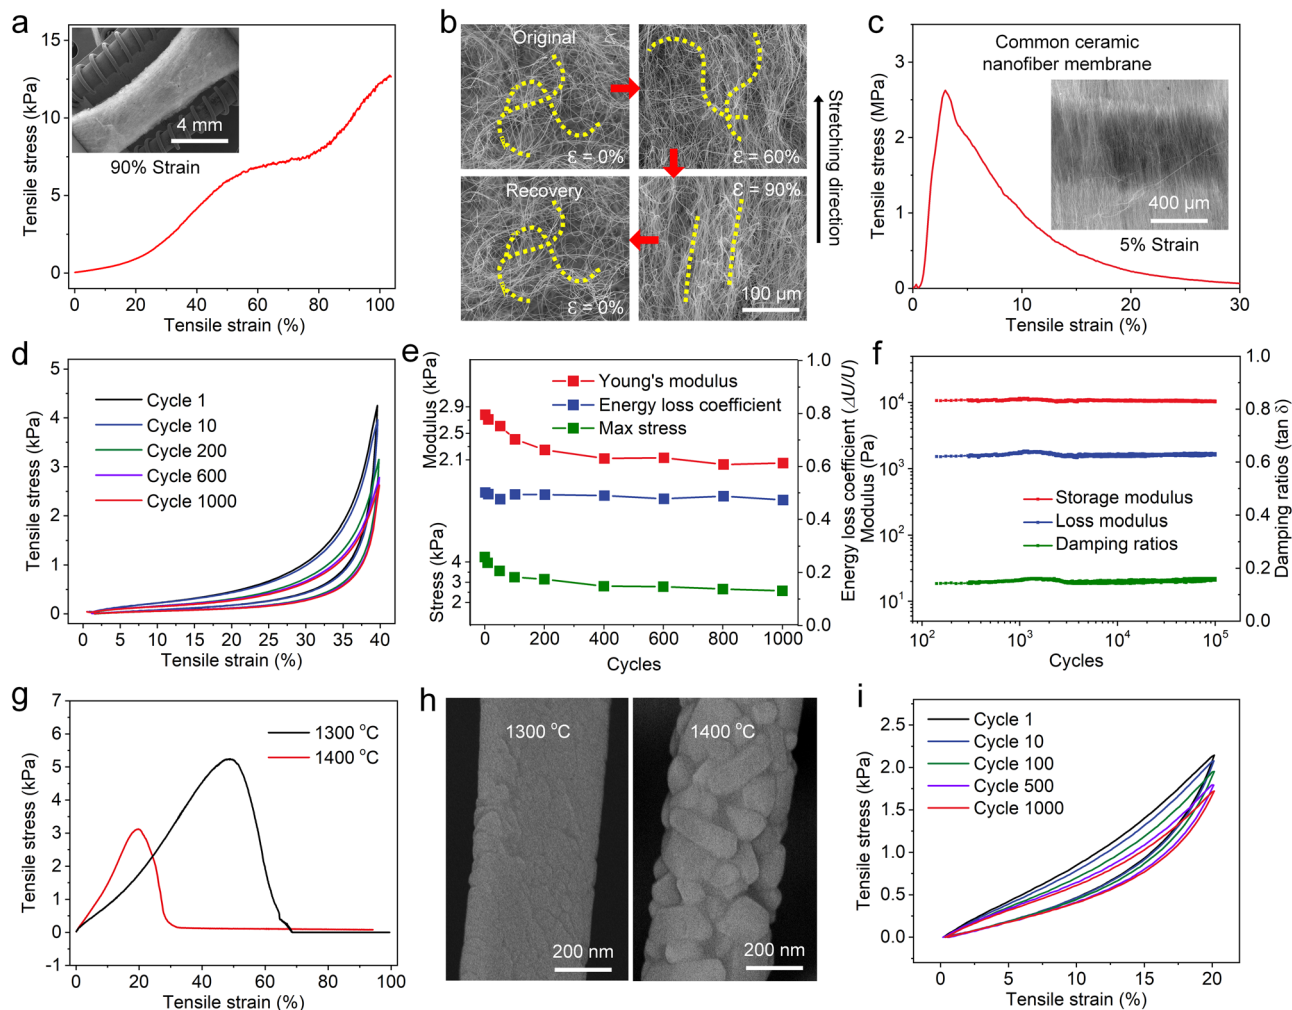 a
15
12.5
10
7.5
5
2.5
0
Tensile stress (kPa)
4 mm
90% Strain
0
20
40
60
80
100
Tensile strain (%)
b
Original
ε = 0%
ε = 60%
Recovery
ε = 0%
ε = 90%
100 μm
Stretching direction
c
Common ceramic
nanofiber membrane
3
2
1
0
Tensile stress (MPa)
400 μm
5% Strain
0
10
20
30
Tensile strain (%)
d
5
4
3
2
1
0
Tensile stress (kPa)
Cycle 1
Cycle 10
Cycle 200
Cycle 600
Cycle 1000
0
5
10
15
20
25
30
35
40
Tensile strain (%)
e
Modulus (kPa)
2.9
2.7
2.5
2.3
2.1
Stress (kPa)
4
3
2
Young's modulus
Energy loss coefficient
Max stress
1.0
0.8
0.6
0.4
0.2
0.0
Energy loss coefficient (ΔU/U)
0
200
400
600
800
1000
Cycles
f
10⁴
10³
10²
10¹
Modulus (Pa)
Storage modulus
Loss modulus
Damping ratios
1.0
0.8
0.6
0.4
0.2
0.0
Damping ratios (tan δ)
10²
10³
10⁴
10⁵
Cycles
g
7
6
5
4
3
2
1
0
-1
Tensile stress (kPa)
1300 °C
1400 °C
0
20
40
60
80
100
Tensile strain (%)
h
1300 °C
200 nm
1400 °C
200 nm
i
2.5
2.0
1.5
1.0
0.5
0.0
Tensile stress (kPa)
Cycle 1
Cycle 10
Cycle 100
Cycle 500
Cycle 1000
0
5
10
15
20
Tensile strain (%)